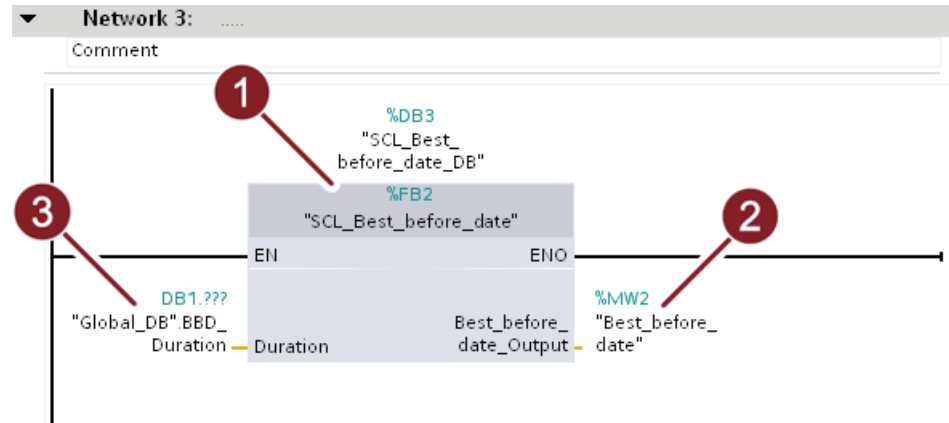 Network 3: .....
Comment
1
%DB3
"SCL_Best_
before_date_DB"
%FB2
"SCL_Best_before_date"
3
2
EN ENO
DB1.???
"Global_DB".BBD_
Duration
Duration
Best_before_
date_Output
%MW2
"Best_before_
date"